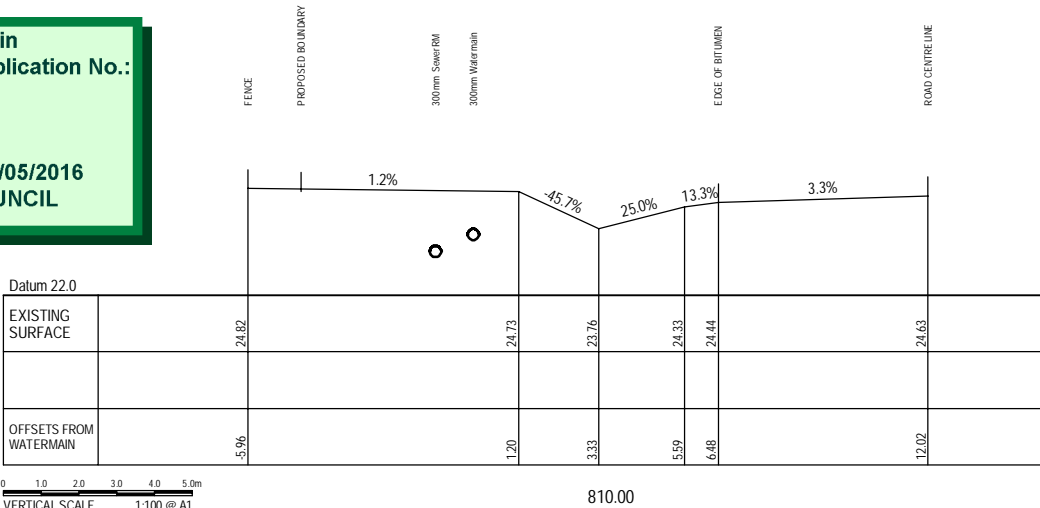 in
plication No.:
/05/2016
UNCIL
FENCE
PROPOSED BOUNDARY
300mm Sewer RM
300mm Watermain
EDGE OF BITUMEN
ROAD CENTRELINE
1.2%
-45.7%
25.0%
13.3%
3.3%
Datum 22.0
EXISTING
SURFACE
24.82
24.73
23.76
24.33
24.44
24.63
OFFSETS FROM
WATERMAIN
-5.96
1.20
3.33
5.59
6.48
12.02
0 1.0 2.0 3.0 4.0 5.0m
VERTICAL SCALE 1:100 @ A1
810.00